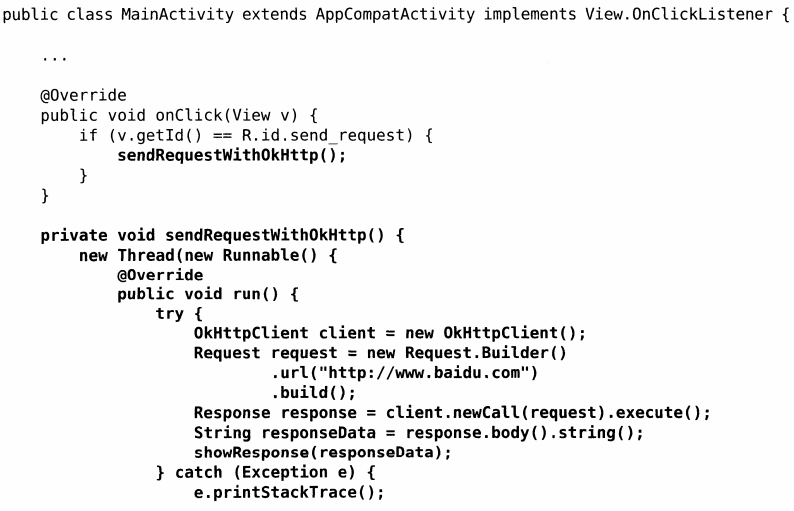 public class MainActivity extends AppCompatActivity implements View.OnClickListener {
...
@Override
public void onClick(View v) {
if (v.getId() == R.id.send_request) {
sendRequestWithOkHttp();
}
}
private void sendRequestWithOkHttp() {
new Thread(new Runnable() {
@Override
public void run() {
try {
OkHttpClient client = new OkHttpClient();
Request request = new Request.Builder()
.url("http://www.baidu.com")
.build();
Response response = client.newCall(request).execute();
String responseData = response.body().string();
showResponse(responseData);
} catch (Exception e) {
e.printStackTrace();